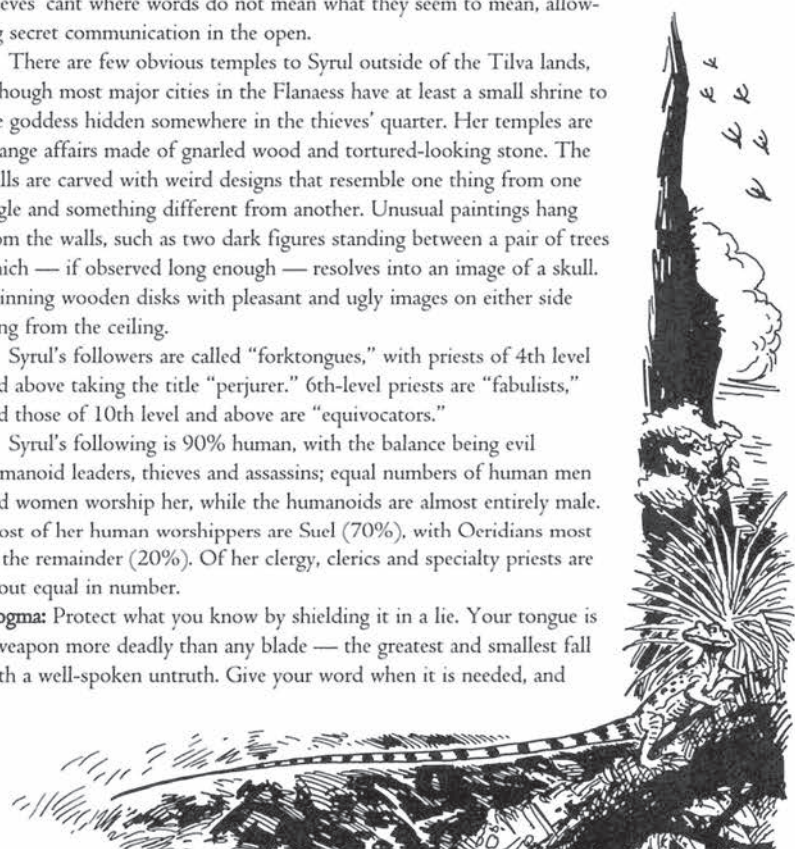 eves' cant where words do not mean what they seem to mean, allow-
g secret communication in the open.
There are few obvious temples to Syrul outside of the Tilva lands,
hough most major cities in the Flanaess have at least a small shrine to
e goddess hidden somewhere in the thieves' quarter. Her temples are
ange affairs made of gnarled wood and tortured-looking stone. The
lls are carved with weird designs that resemble one thing from one
gle and something different from another. Unusual paintings hang
om the walls, such as two dark figures standing between a pair of trees
hich — if observed long enough — resolves into an image of a skull.
inning wooden disks with pleasant and ugly images on either side
ng from the ceiling.
Syrul's followers are called "forktongues," with priests of 4th level
d above taking the title "perjurer." 6th-level priests are "fabulists,"
d those of 10th level and above are "equivocators."
Syrul's following is 90% human, with the balance being evil
manoid leaders, thieves and assassins; equal numbers of human men
d women worship her, while the humanoids are almost entirely male.
ost of her human worshippers are Suel (70%), with Oeridians most
the remainder (20%). Of her clergy, clerics and specialty priests are
out equal in number.
ogma: Protect what you know by shielding it in a lie. Your tongue is
weapon more deadly than any blade — the greatest and smallest fall
th a well-spoken untruth. Give your word when it is needed, and